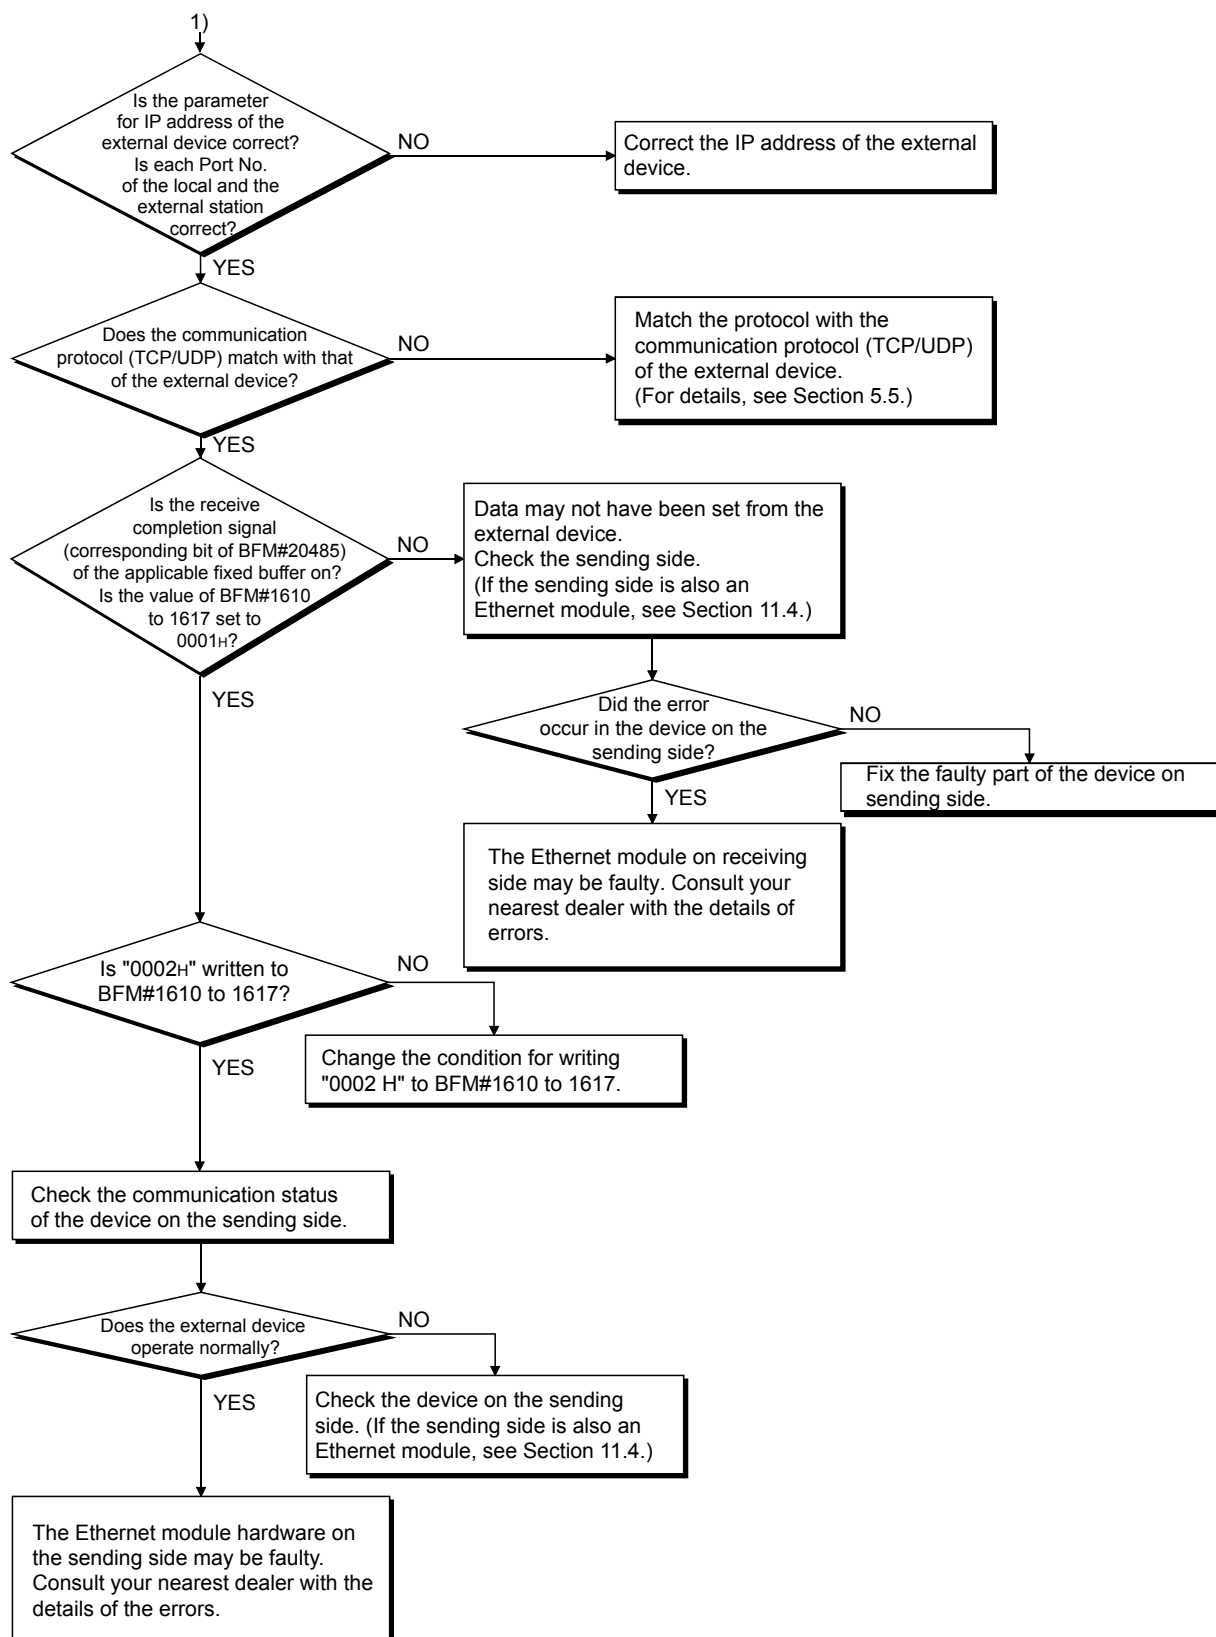 1)
Is the parameter
for IP address of the
external device correct?
Is each Port No.
of the local and the
external station
correct?
NO
Correct the IP address of the external
device.
YES
Does the communication
protocol (TCP/UDP) match with that
of the external device?
NO
Match the protocol with the
communication protocol (TCP/UDP)
of the external device.
(For details, see Section 5.5.)
YES
Is the receive
completion signal
(corresponding bit of BFM#20485)
of the applicable fixed buffer on?
Is the value of BFM#1610
to 1617 set to
0001H?
NO
Data may not have been set from the
external device.
Check the sending side.
(If the sending side is also an
Ethernet module, see Section 11.4.)
YES
Did the error
occur in the device on the
sending side?
NO
Fix the faulty part of the device on
sending side.
YES
The Ethernet module on receiving
side may be faulty. Consult your
nearest dealer with the details of
errors.
Is "0002H" written to
BFM#1610 to 1617?
NO
Change the condition for writing
"0002 H" to BFM#1610 to 1617.
YES
Check the communication status
of the device on the sending side.
Does the external device
operate normally?
NO
Check the device on the sending
side. (If the sending side is also an
Ethernet module, see Section 11.4.)
YES
The Ethernet module hardware on
the sending side may be faulty.
Consult your nearest dealer with the
details of the errors.